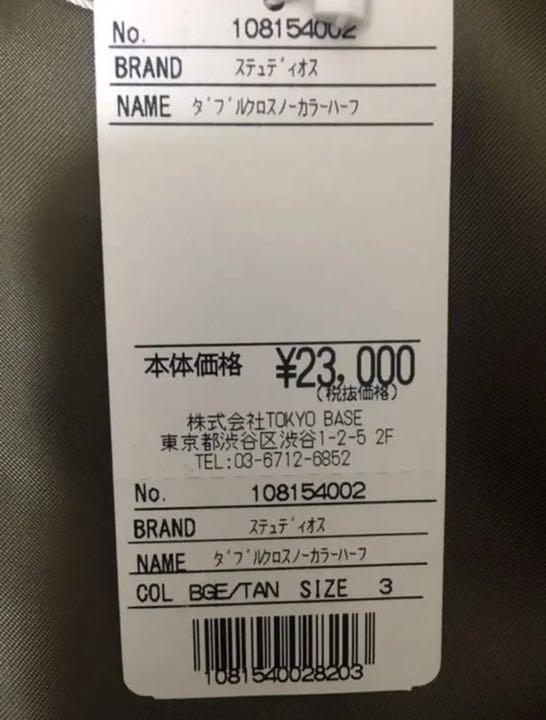 No. 108154002
BRAND ステュディオス
NAME ダブルクロスノーカラーハーフ
本体価格 ¥23,000
(税抜価格)
株式会社TOKYO BASE
東京都渋谷区渋谷1-2-5 2F
TEL:03-6712-6852
No. 108154002
BRAND ステュディオス
NAME ダブルクロスノーカラーハーフ
COL BGE/TAN SIZE 3
1081540028203